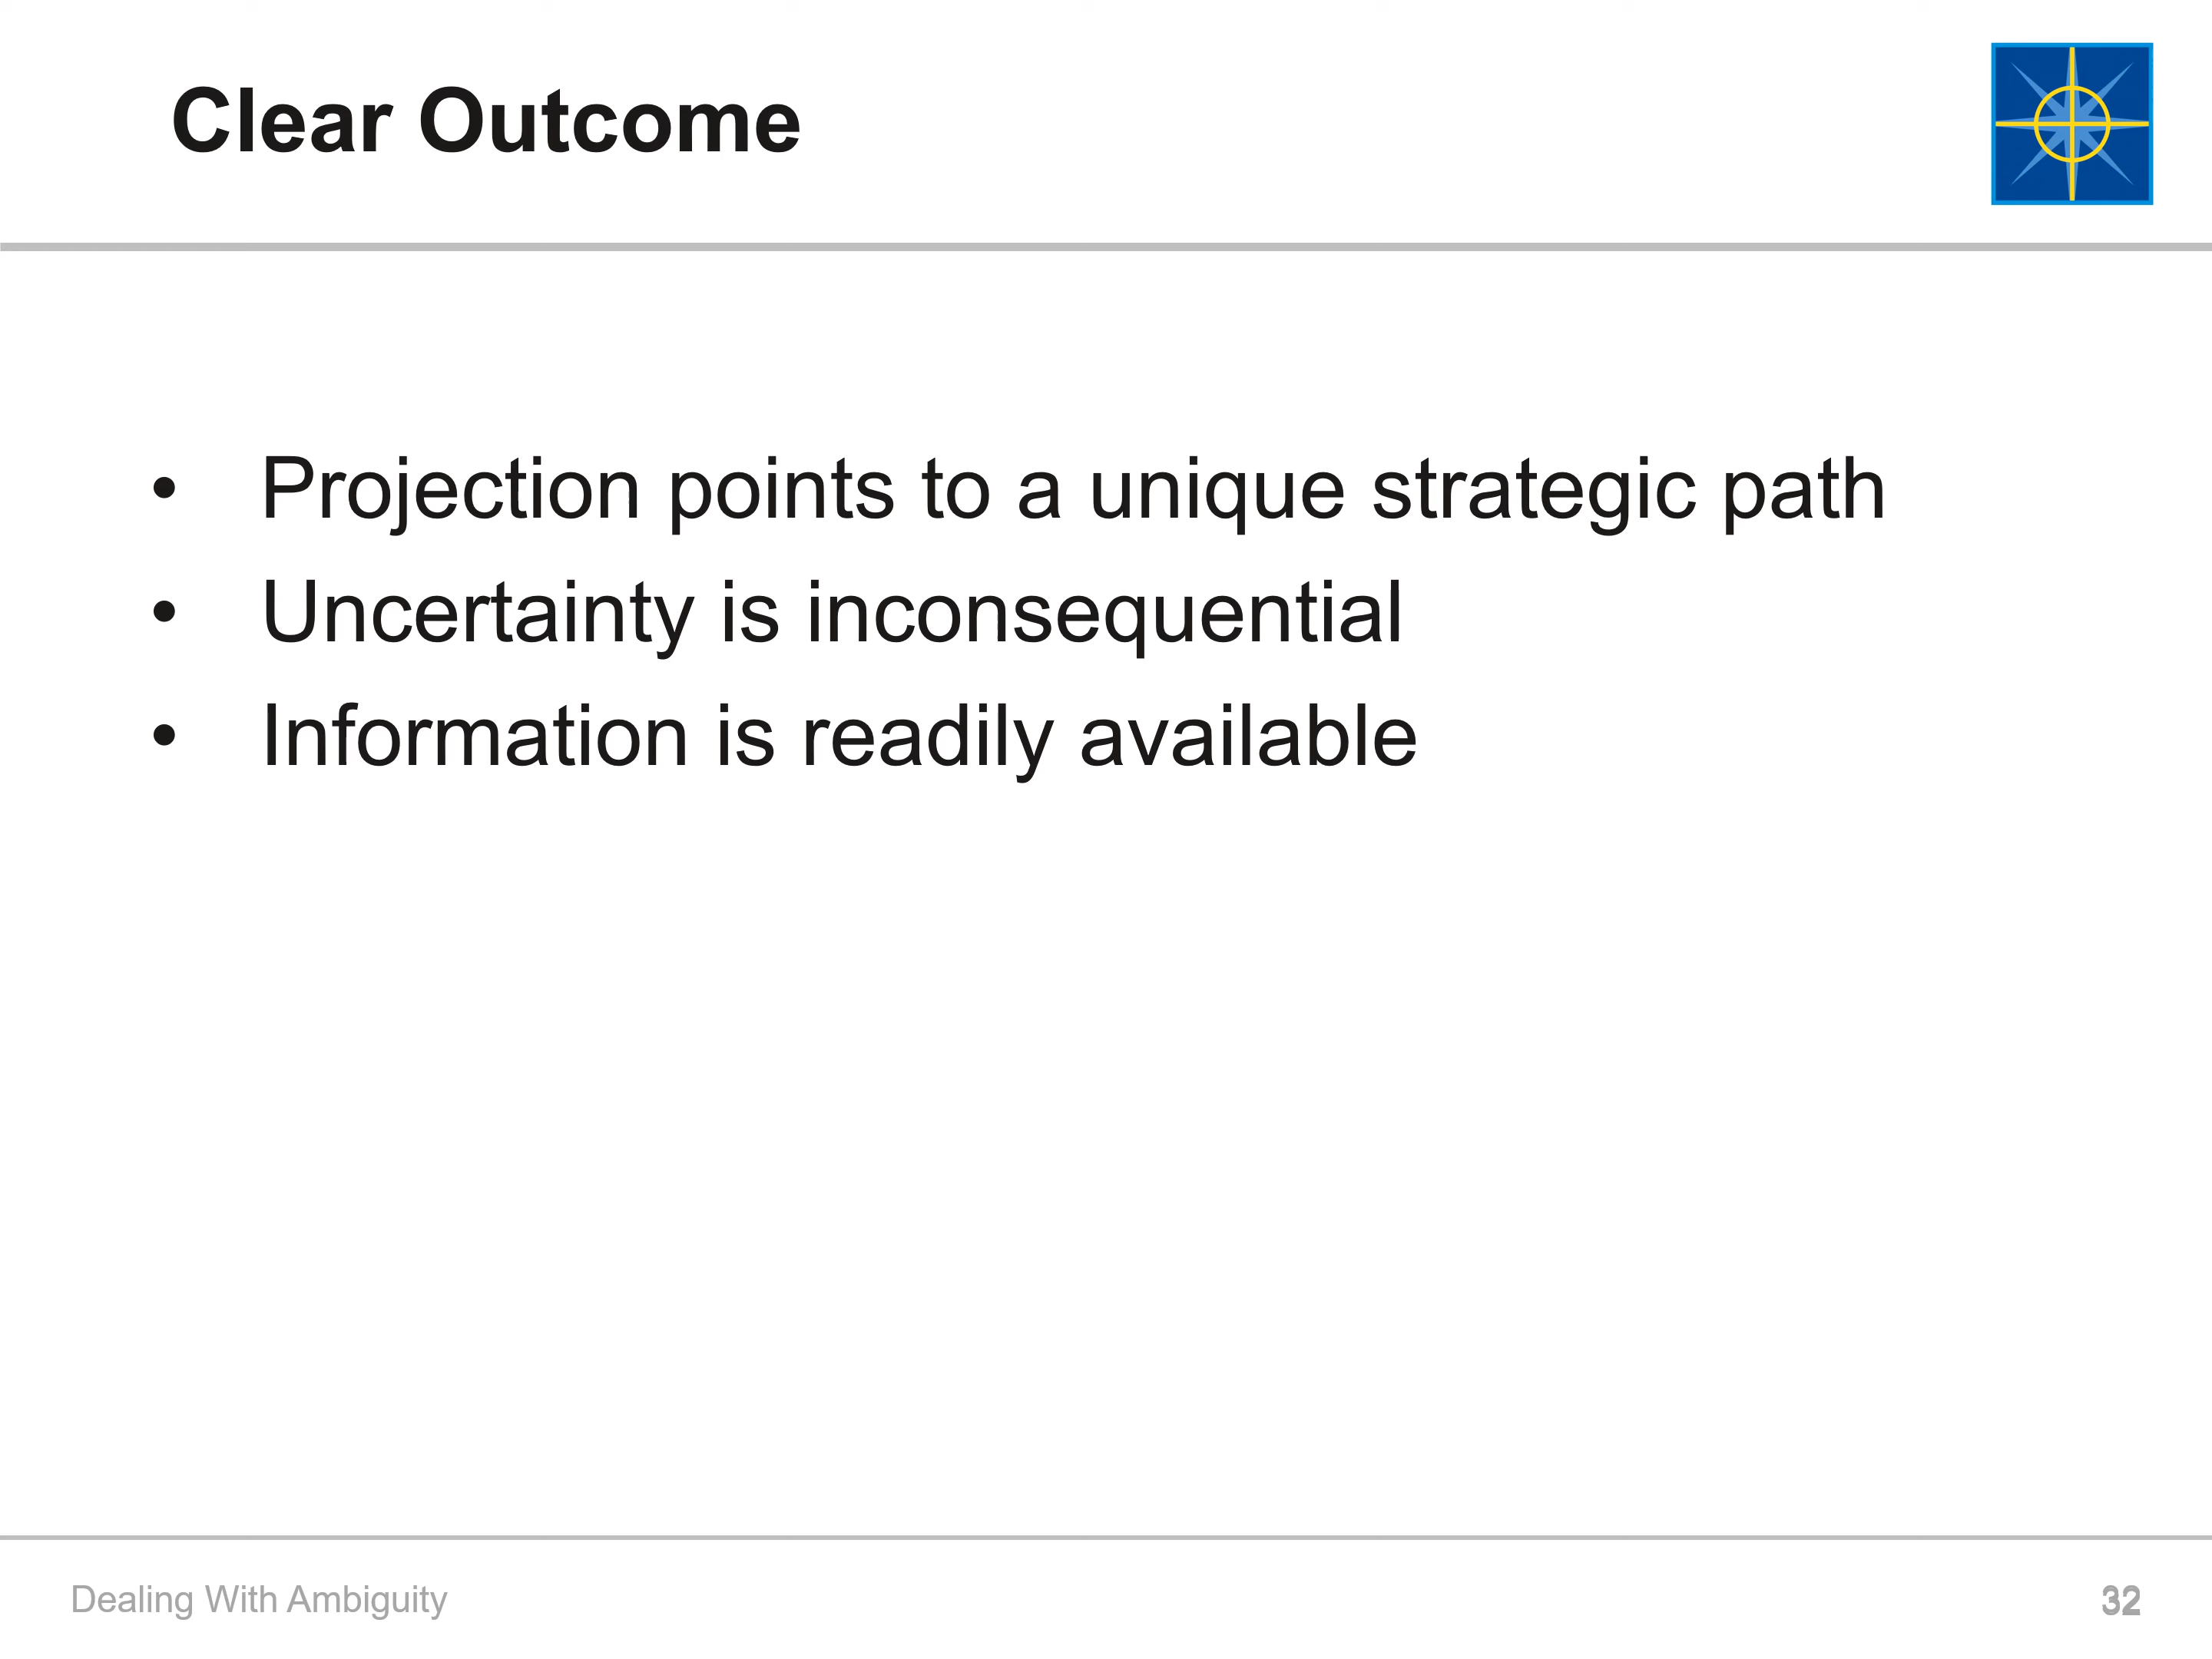 Clear Outcome
• Projection points to a unique strategic path
• Uncertainty is inconsequential
• Information is readily available
Dealing With Ambiguity
32